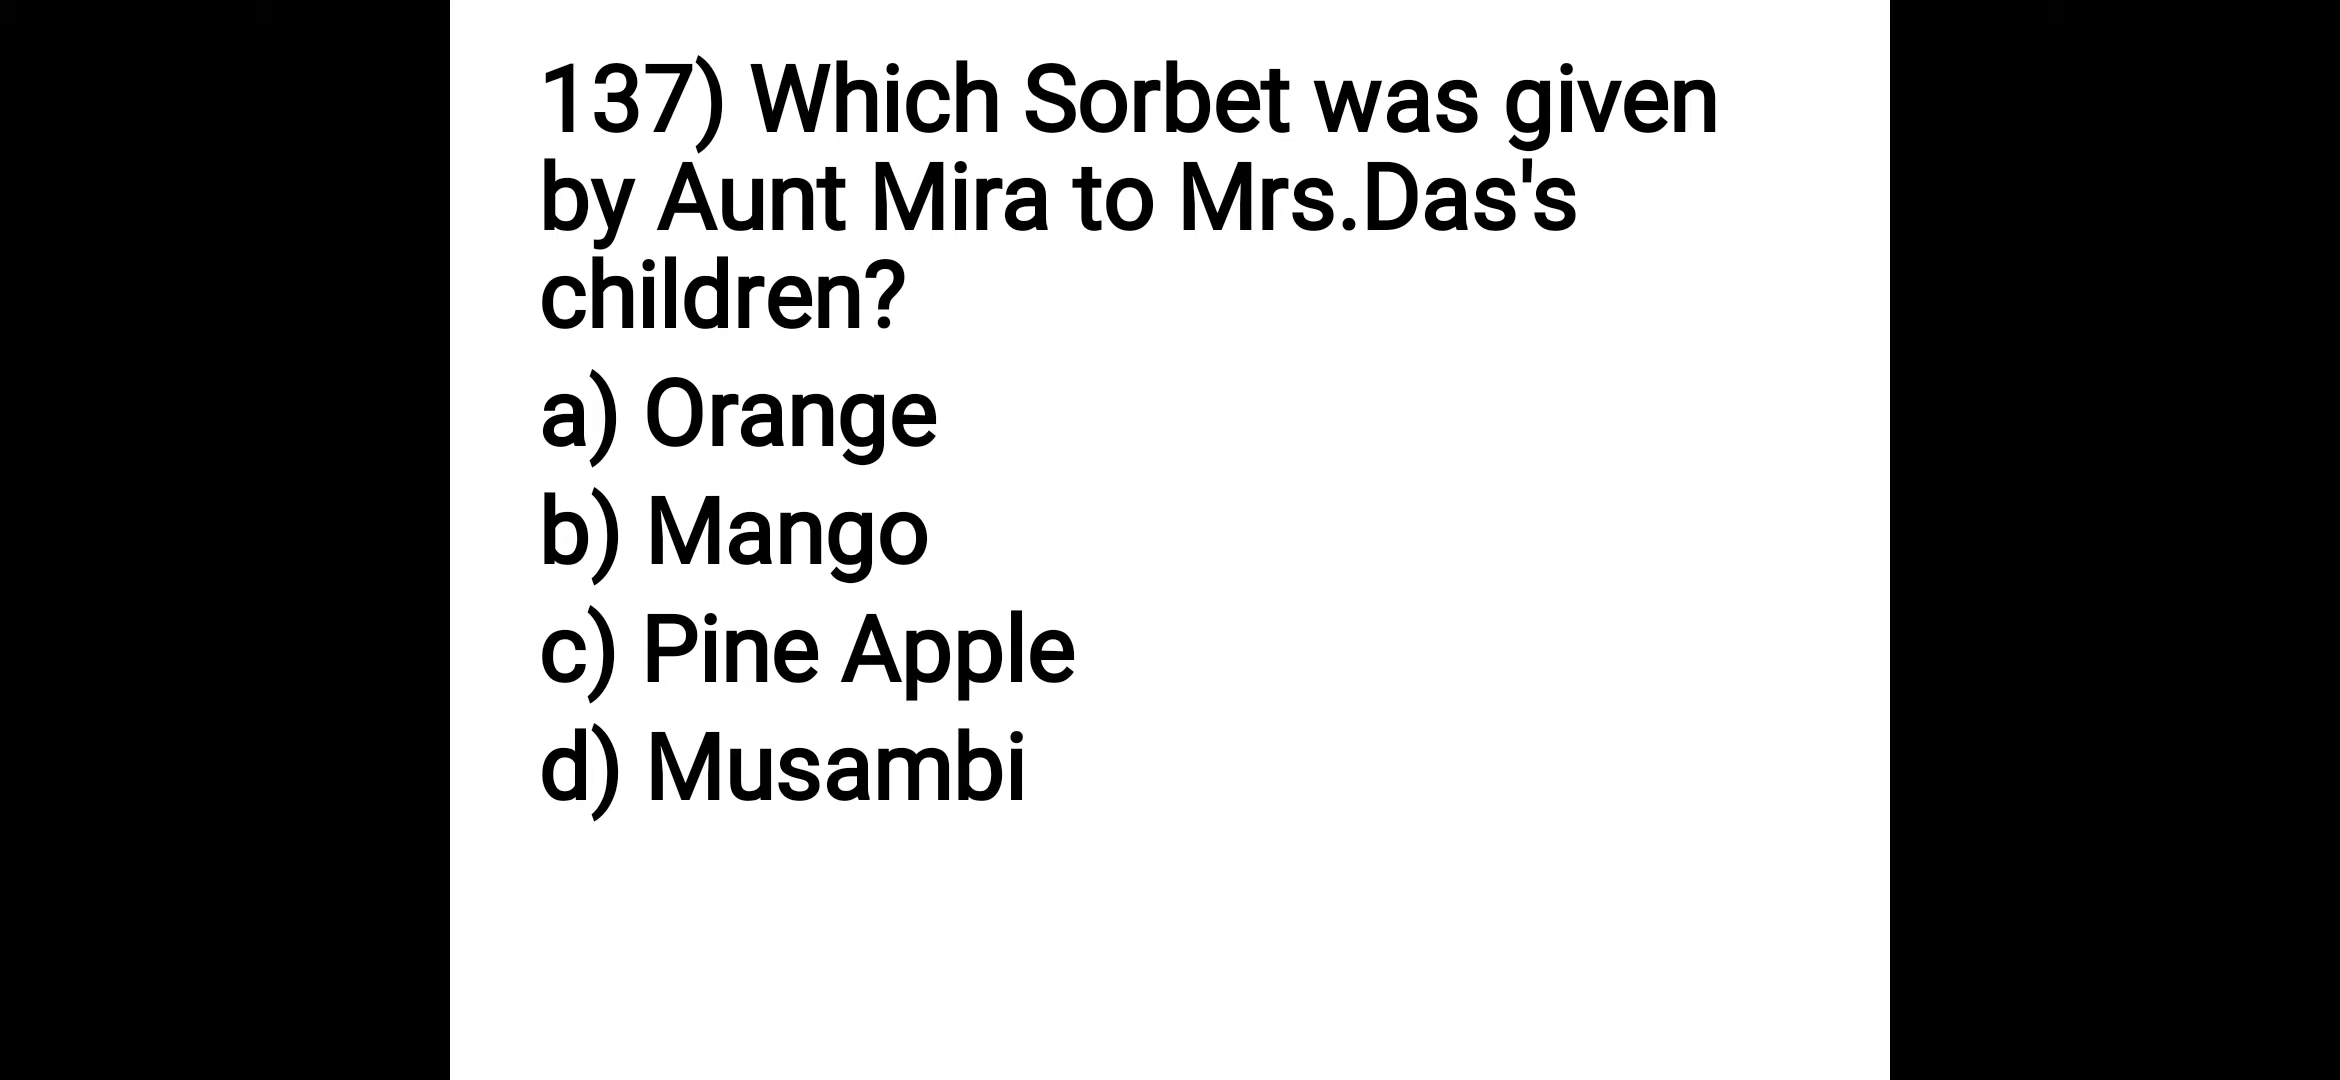 137) Which Sorbet was given
by Aunt Mira to Mrs.Das's
children?
a) Orange
b) Mango
c) Pine Apple
d) Musambi